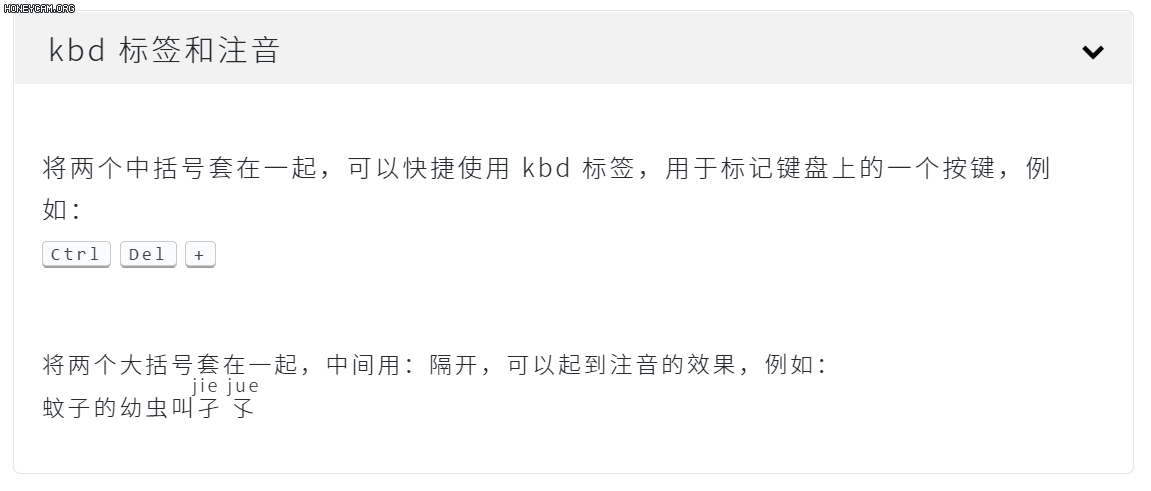 HONEYCAM.ORG
kbd 标签和注音
将两个中括号套在一起，可以快捷使用 kbd 标签，用于标记键盘上的一个按键，例
如：
Ctrl Del +
将两个大括号套在一起，中间用：隔开，可以起到注音的效果，例如：
jie jue
蚊子的幼虫叫孑 孓